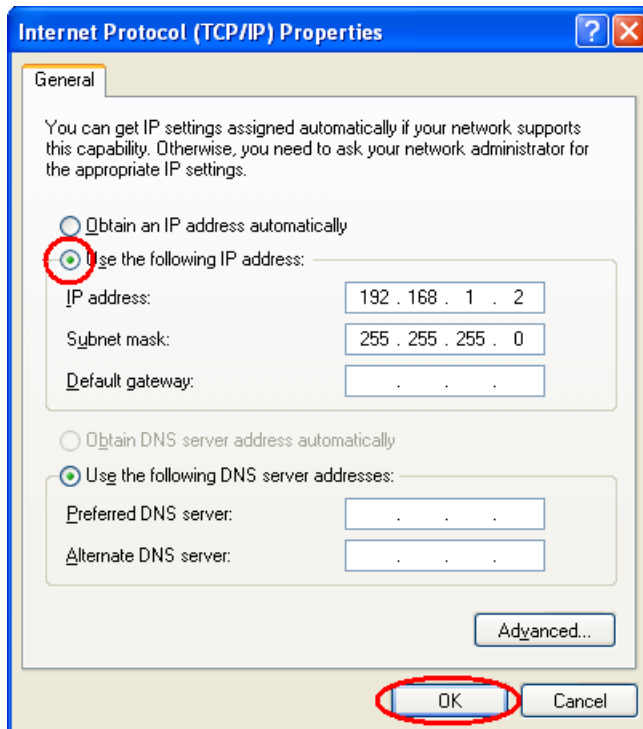 Internet Protocol (TCP/IP) Properties
General
You can get IP settings assigned automatically if your network supports
this capability. Otherwise, you need to ask your network administrator for
the appropriate IP settings.
Obtain an IP address automatically
Use the following IP address:
IP address: 192 . 168 . 1 . 2
Subnet mask: 255 . 255 . 255 . 0
Default gateway: . . .
Obtain DNS server address automatically
Use the following DNS server addresses:
Preferred DNS server: . . .
Alternate DNS server: . . .
Advanced...
OK Cancel